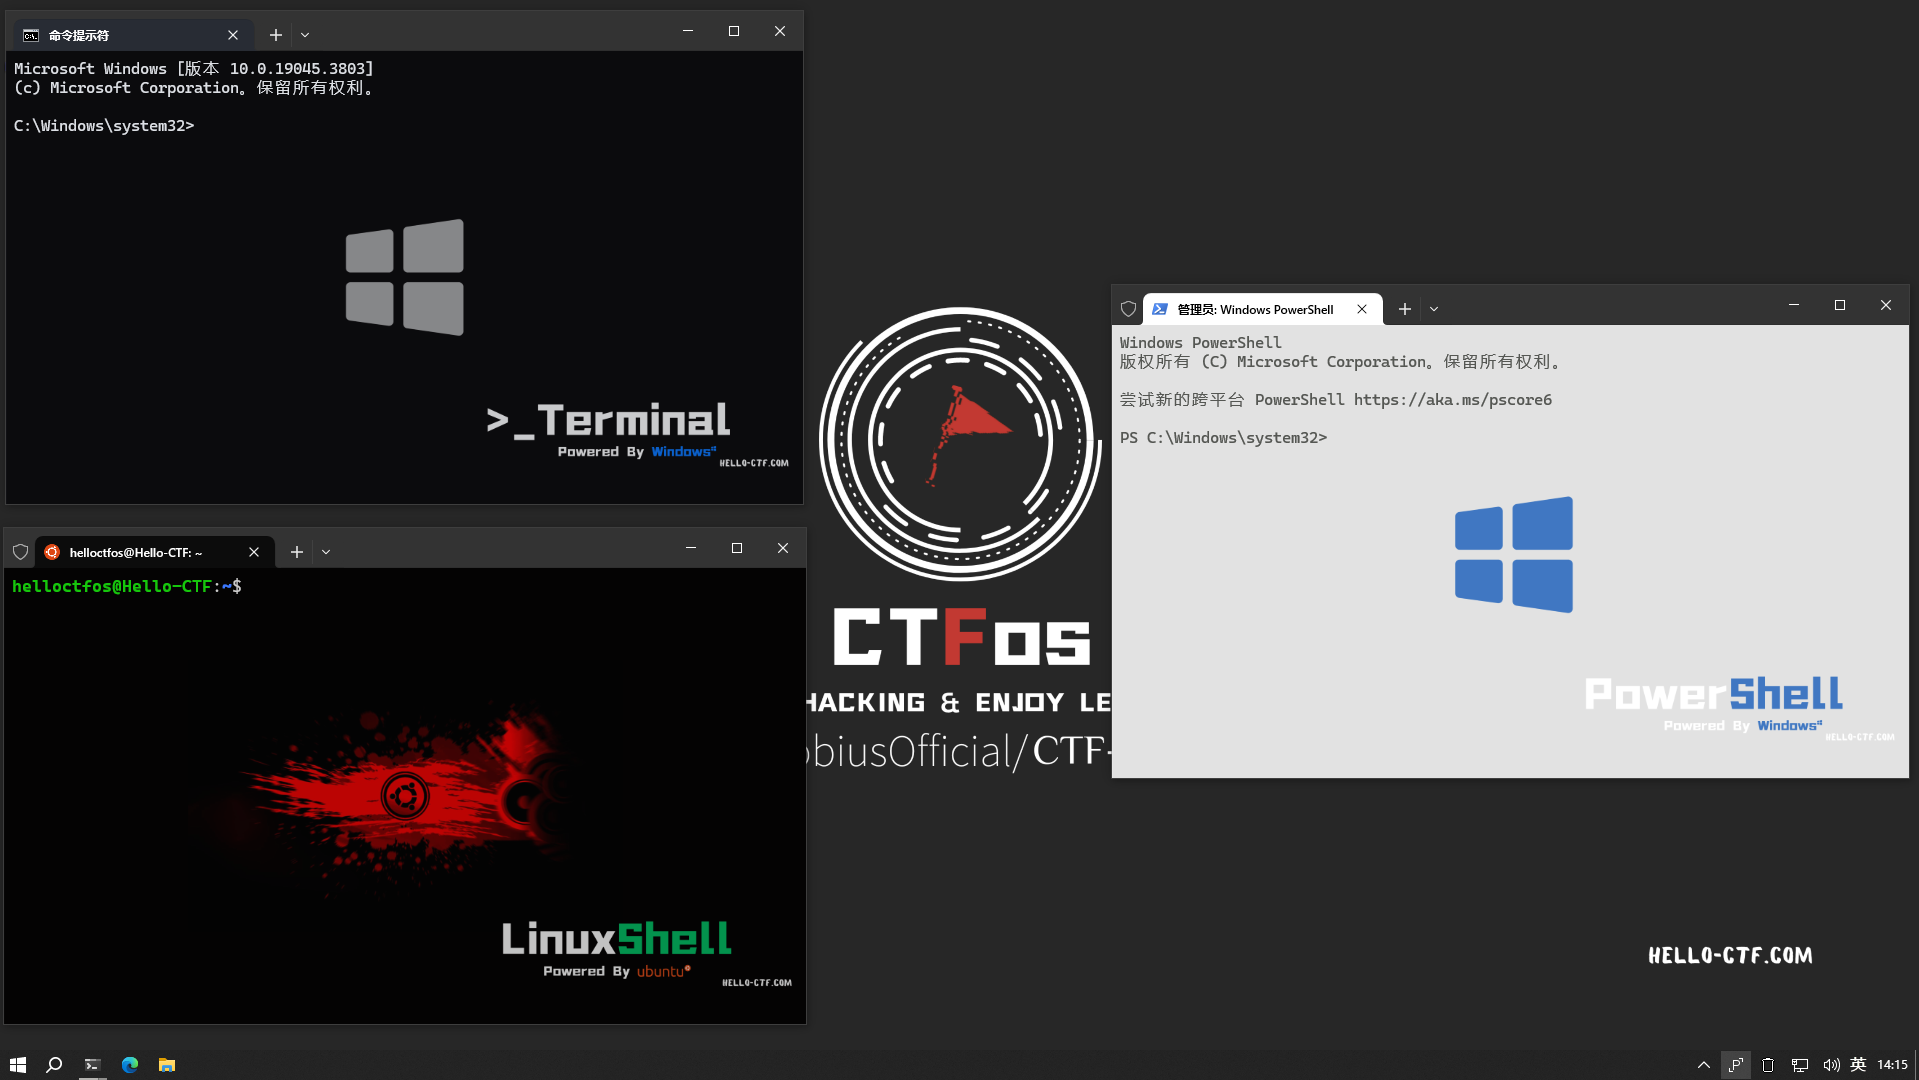 命令提示符
Microsoft Windows [版本 10.0.19045.3803]
(c) Microsoft Corporation。保留所有权利。
C:\Windows\system32>
>_Terminal
Powered By Windows
HELLO-CTF.COM
helloctfos@Hello-CTF: ~
helloctfos@Hello-CTF:~$
LinuxShell
Powered By ubuntu
HELLO-CTF.COM
CTFos
HACKING & ENJOY LE
biusOfficial/CTF-
管理员: Windows PowerShell
Windows PowerShell
版权所有 (C) Microsoft Corporation。保留所有权利。
尝试新的跨平台 PowerShell https://aka.ms/pscore6
PS C:\Windows\system32>
PowerShell
Powered By Windows
HELLO-CTF.COM
HELLO-CTF.COM
英 14:15